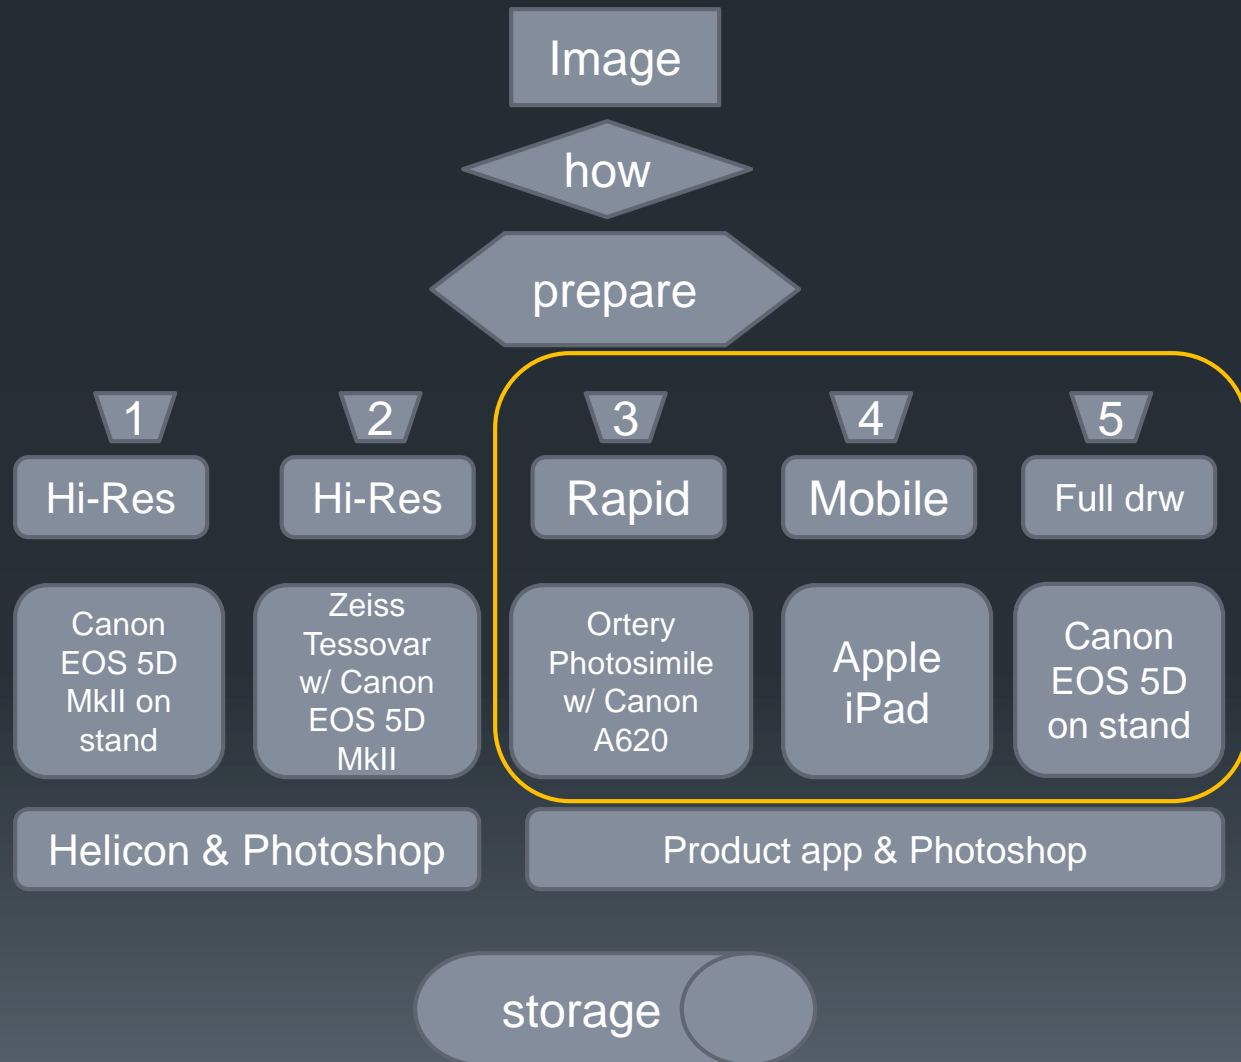 Image
how
prepare
1
2
3
4
5
Hi-Res
Hi-Res
Rapid
Mobile
Full drw
Canon
EOS 5D
MkII on
stand
Zeiss
Tessovar
w/ Canon
EOS 5D
MkII
Ortery
Photosimile
w/ Canon
A620
Apple
iPad
Canon
EOS 5D
on stand
Helicon & Photoshop
Product app & Photoshop
storage